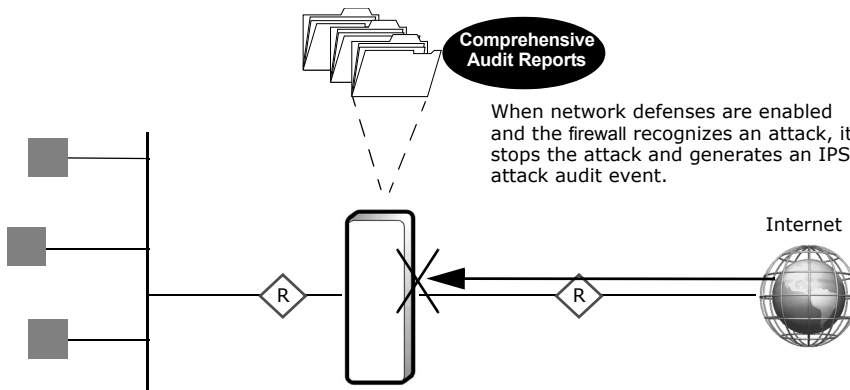 Comprehensive
Audit Reports
When network defenses are enabled
and the firewall recognizes an attack, it
stops the attack and generates an IPS
attack audit event.
Internet
R
R